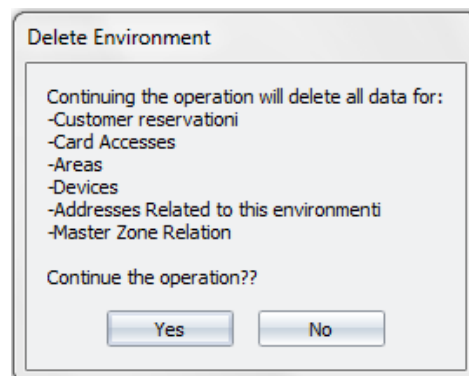 Delete Environment
Continuing the operation will delete all data for:
-Customer reservationi
-Card Accesses
-Areas
-Devices
-Addresses Related to this environmenti
-Master Zone Relation
Continue the operation??
Yes
No